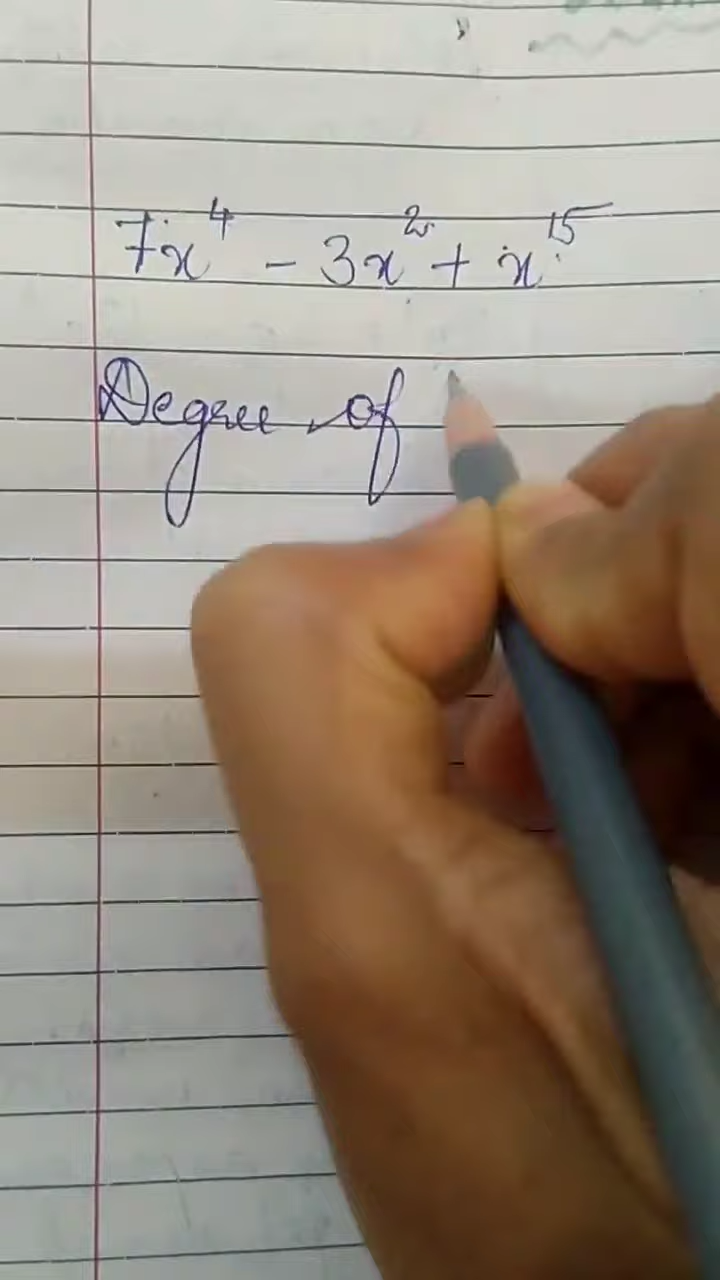 7x⁴ - 3x² + x¹⁵
Degree of